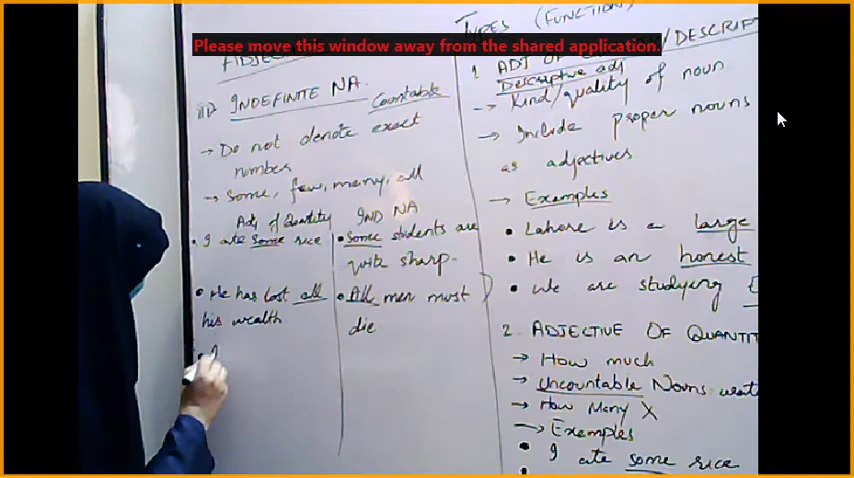 Please move this window away from the shared application.
iii) INDEFINITE NA.
Countable
→ Do not denote exact
number
→ Some, few, many, all
Adj of Quantity
IND NA
• I ate some rice
• Some students are
quite sharp.
• He has lost all
his wealth.
• All men must
die
TYPES (FUNCTION)
1 ADJ OF /DESCRIPT
Descriptive adj
→ Kind/quality of noun
→ Include proper nouns
as adjectives
→ Examples
• Lahore is a large
• He is an honest
• We are studying
2. ADJECTIVE OF QUANTIT
→ How much
→ Uncountable Nouns
→ How Many X
→ Examples
• I ate some rice